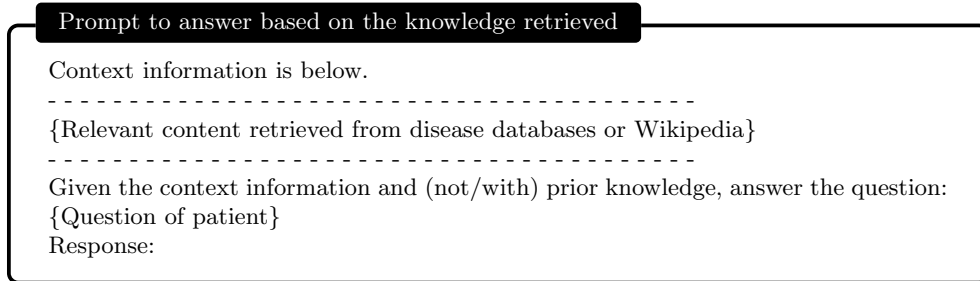 Prompt to answer based on the knowledge retrieved
Context information is below.
- - - - - - - - - - - - - - - - - - - - - - - - - - - - - - - - - - - - - - - -
{Relevant content retrieved from disease databases or Wikipedia}
- - - - - - - - - - - - - - - - - - - - - - - - - - - - - - - - - - - - - - - -
Given the context information and (not/with) prior knowledge, answer the question:
{Question of patient}
Response: